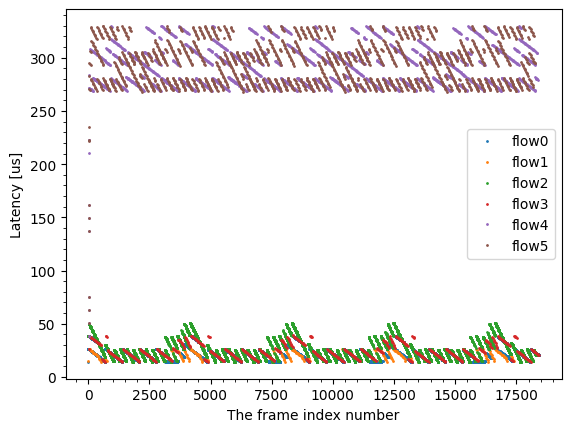 Latency [us]
300
250
200
150
100
50
0
flow0
flow1
flow2
flow3
flow4
flow5
0 2500 5000 7500 10000 12500 15000 17500
The frame index number